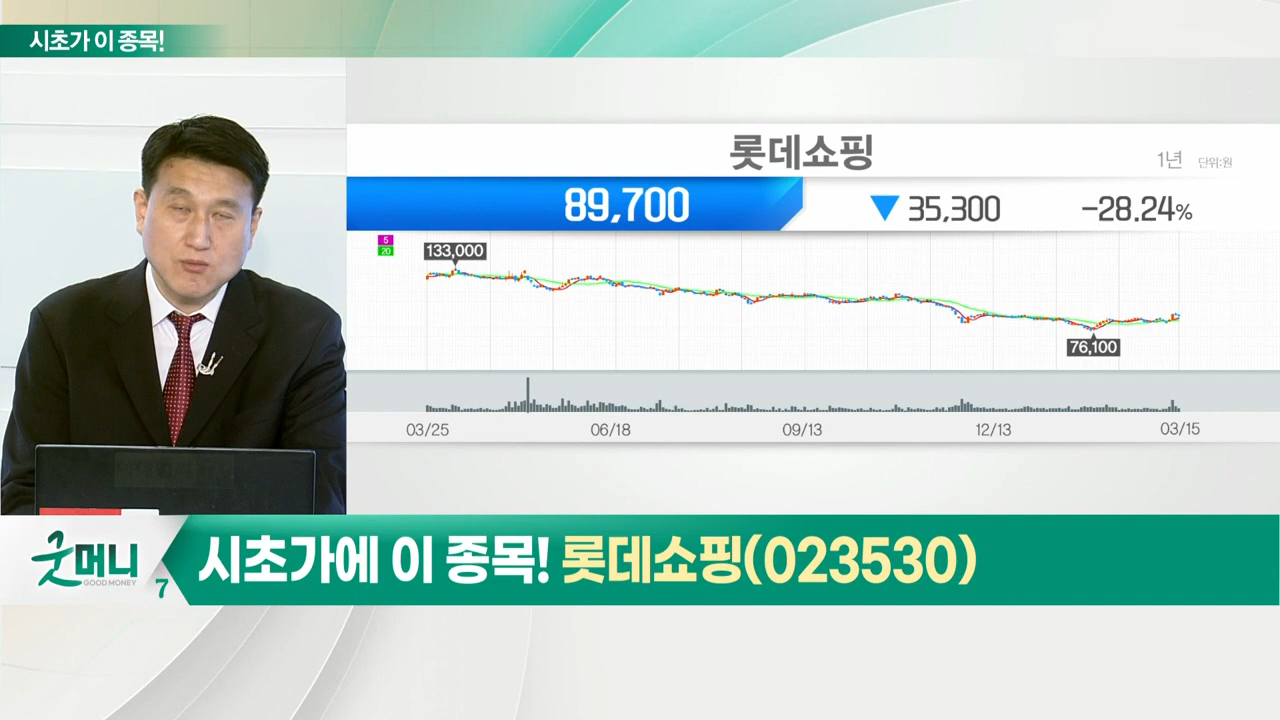 시초가 이 종목!
롯데쇼핑
1년 단위:원
89,700 ▼ 35,300 -28.24%
5
20
133,000
76,100
03/25 06/18 09/13 12/13 03/15
굿머니
GOOD MONEY
7
시초가에 이 종목! 롯데쇼핑(023530)